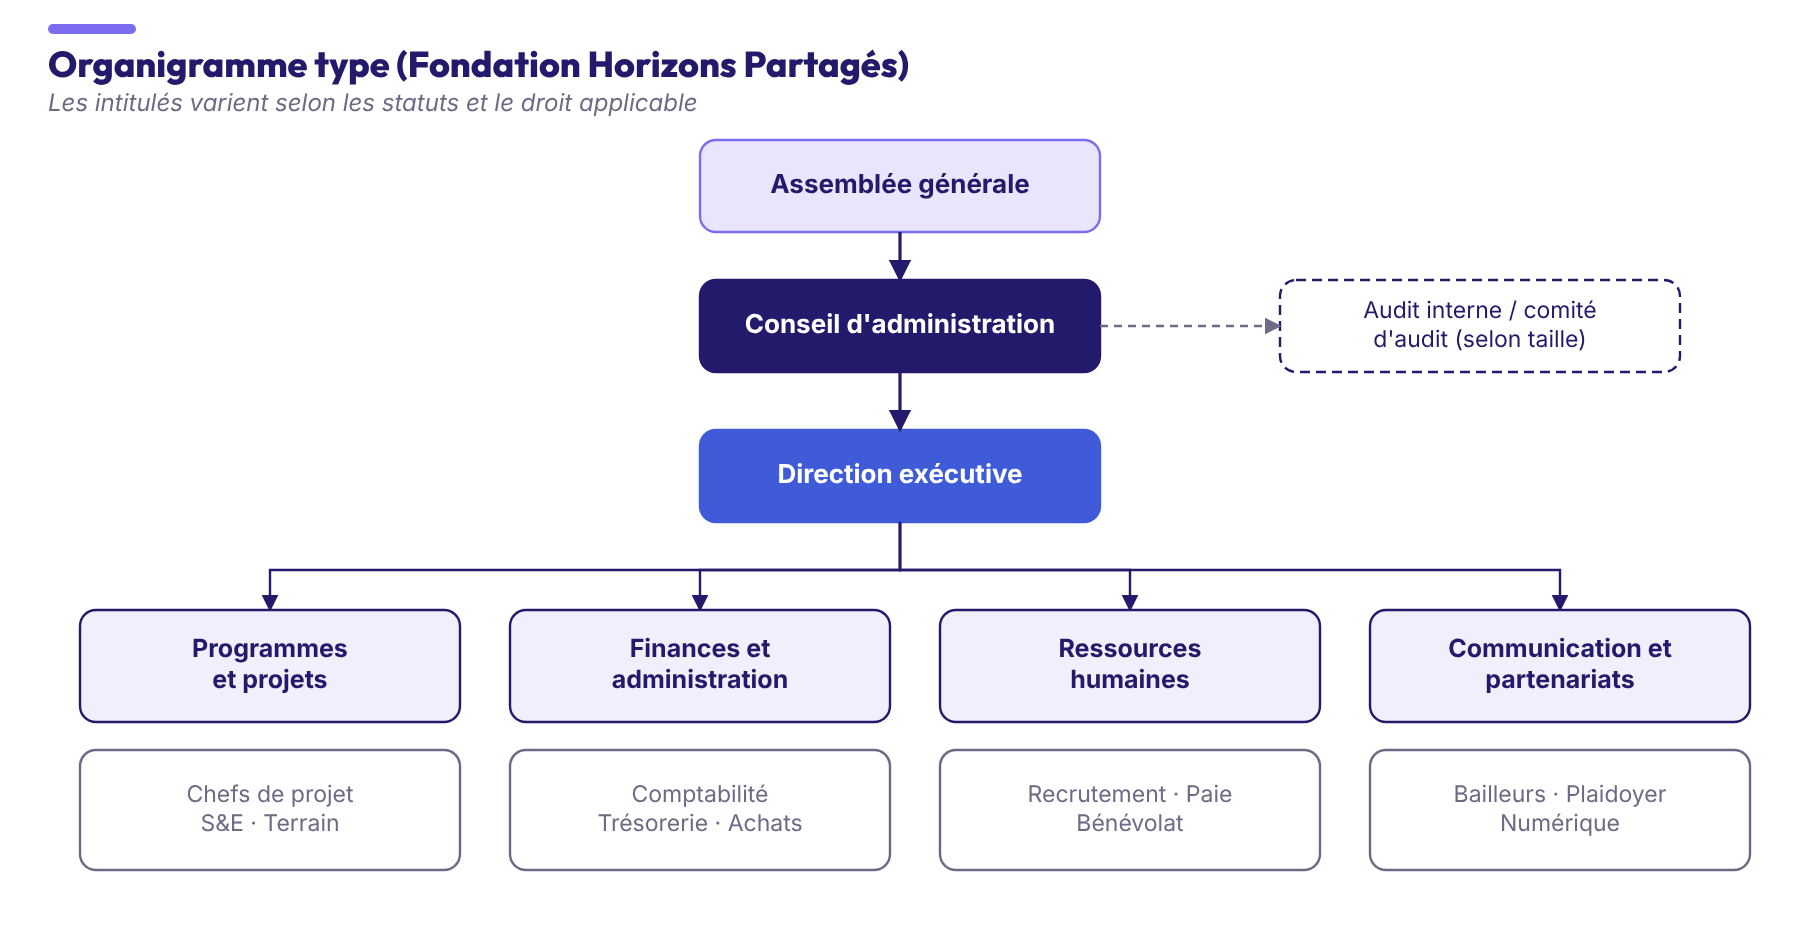 Organigramme type (Fondation Horizons Partagés)
Les intitulés varient selon les statuts et le droit applicable
Assemblée générale
Conseil d'administration
Audit interne / comité
d'audit (selon taille)
Direction exécutive
Programmes
et projets
Finances et
administration
Ressources
humaines
Communication et
partenariats
Chefs de projet
S&E · Terrain
Comptabilité
Trésorerie · Achats
Recrutement · Paie
Bénévolat
Bailleurs · Plaidoyer
Numérique